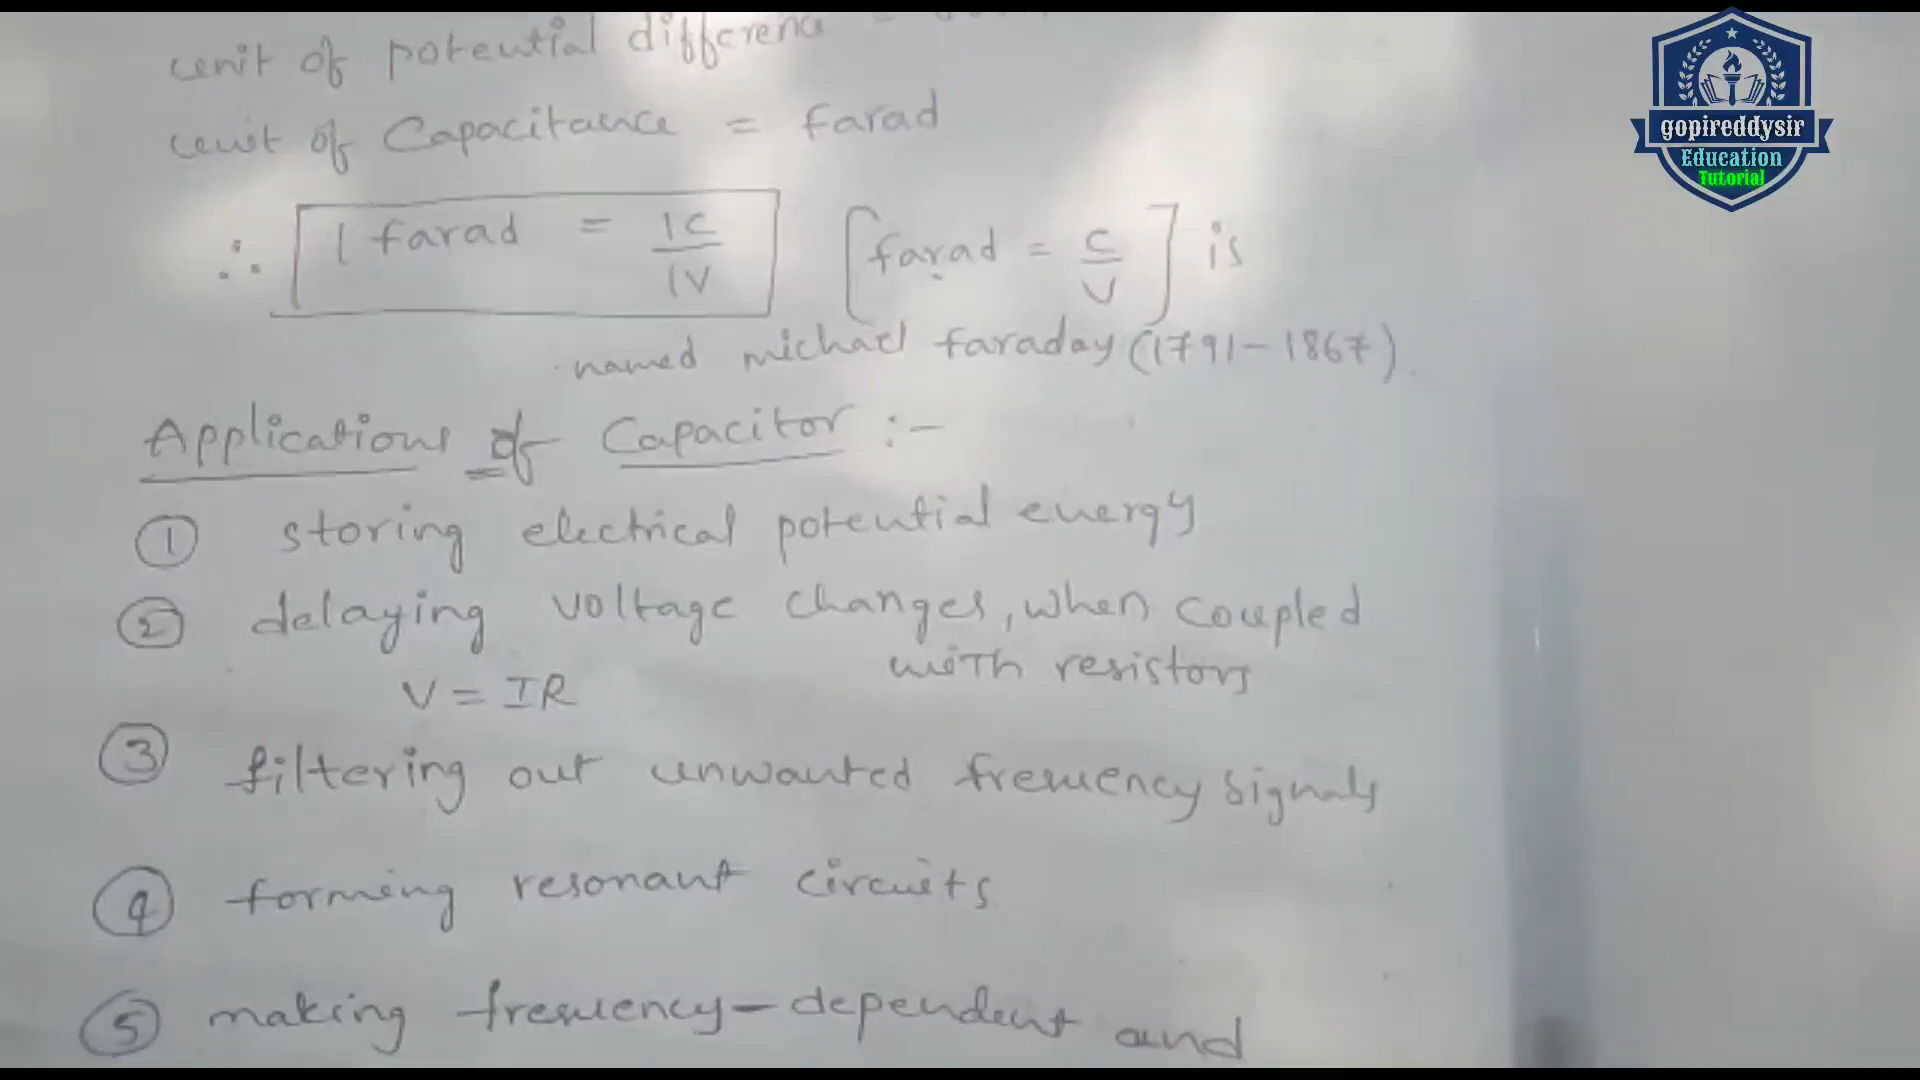 unit of potential difference =
unit of Capacitance = farad
∴ 1 farad = 1C/1V [farad = C/V] is
named michael faraday (1791-1867).
Applications of Capacitor :-
① storing electrical potential energy
② delaying voltage changes, when coupled
with resistors
V = IR
③ filtering out unwanted frequency signals
④ forming resonant circuits
⑤ making frequency-dependent and
gopireddysir
Education
Tutorial